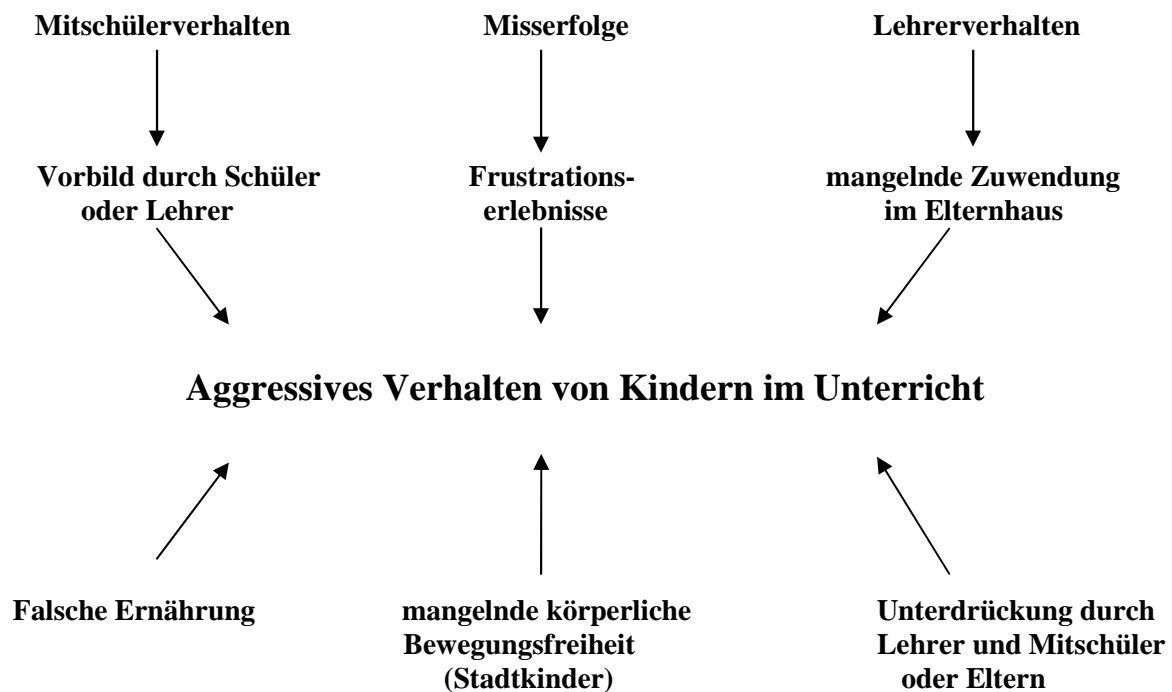 Mitschülerverhalten
Misserfolge
Lehrerverhalten
Vorbild durch Schüler
oder Lehrer
Frustrations-
erlebnisse
mangelnde Zuwendung
im Elternhaus
Aggressives Verhalten von Kindern im Unterricht
Falsche Ernährung
mangelnde körperliche
Bewegungsfreiheit
(Stadtkinder)
Unterdrückung durch
Lehrer und Mitschüler
oder Eltern